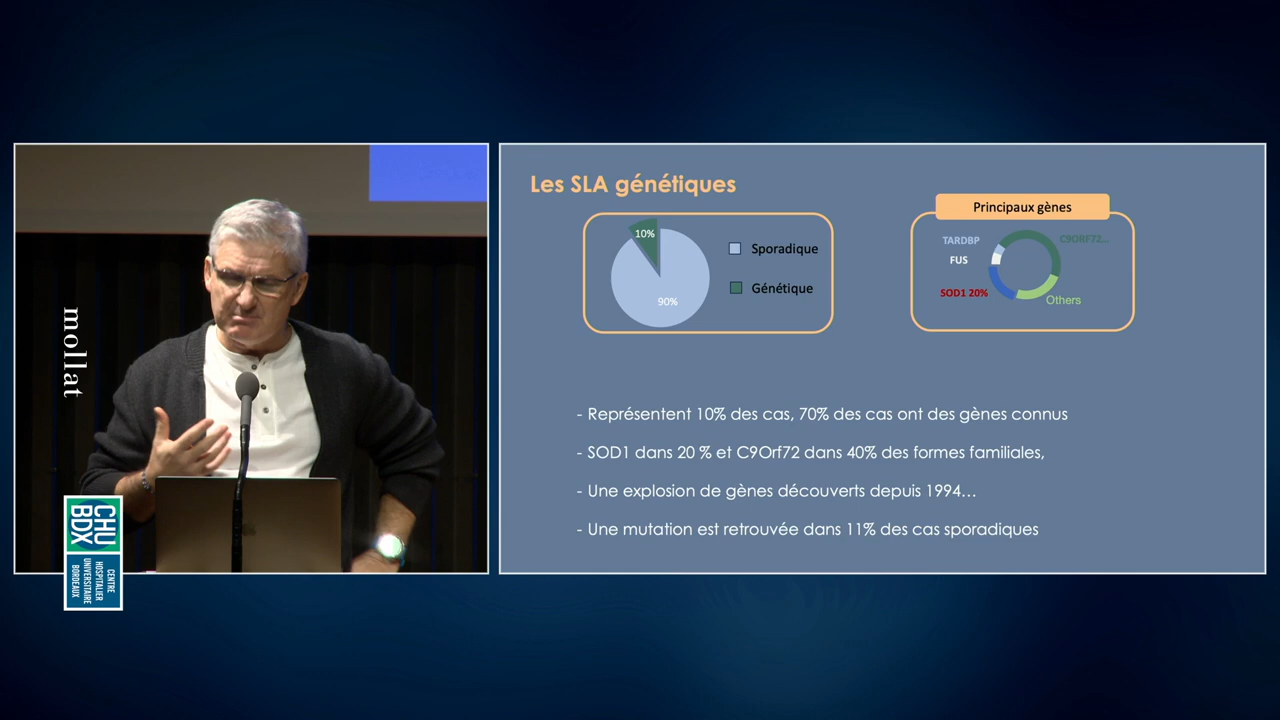 mollat
CHU
BDX
CENTRE
HOSPITALIER
UNIVERSITAIRE
BORDEAUX
Les SLA génétiques
10%
90%
Sporadique
Génétique
Principaux gènes
TARDBP
C9ORF72...
FUS
SOD1 20%
Others
- Représentent 10% des cas, 70% des cas ont des gènes connus
- SOD1 dans 20 % et C9Orf72 dans 40% des formes familiales,
- Une explosion de gènes découverts depuis 1994…
- Une mutation est retrouvée dans 11% des cas sporadiques